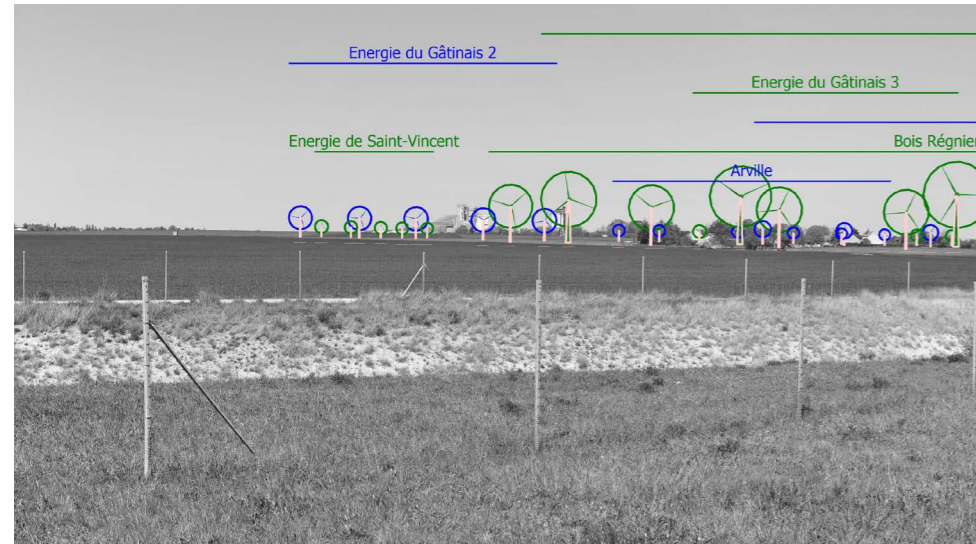 Energie du Gâtinais 2
Energie du Gâtinais 3
Energie de Saint-Vincent
Bois Régnier
Arville